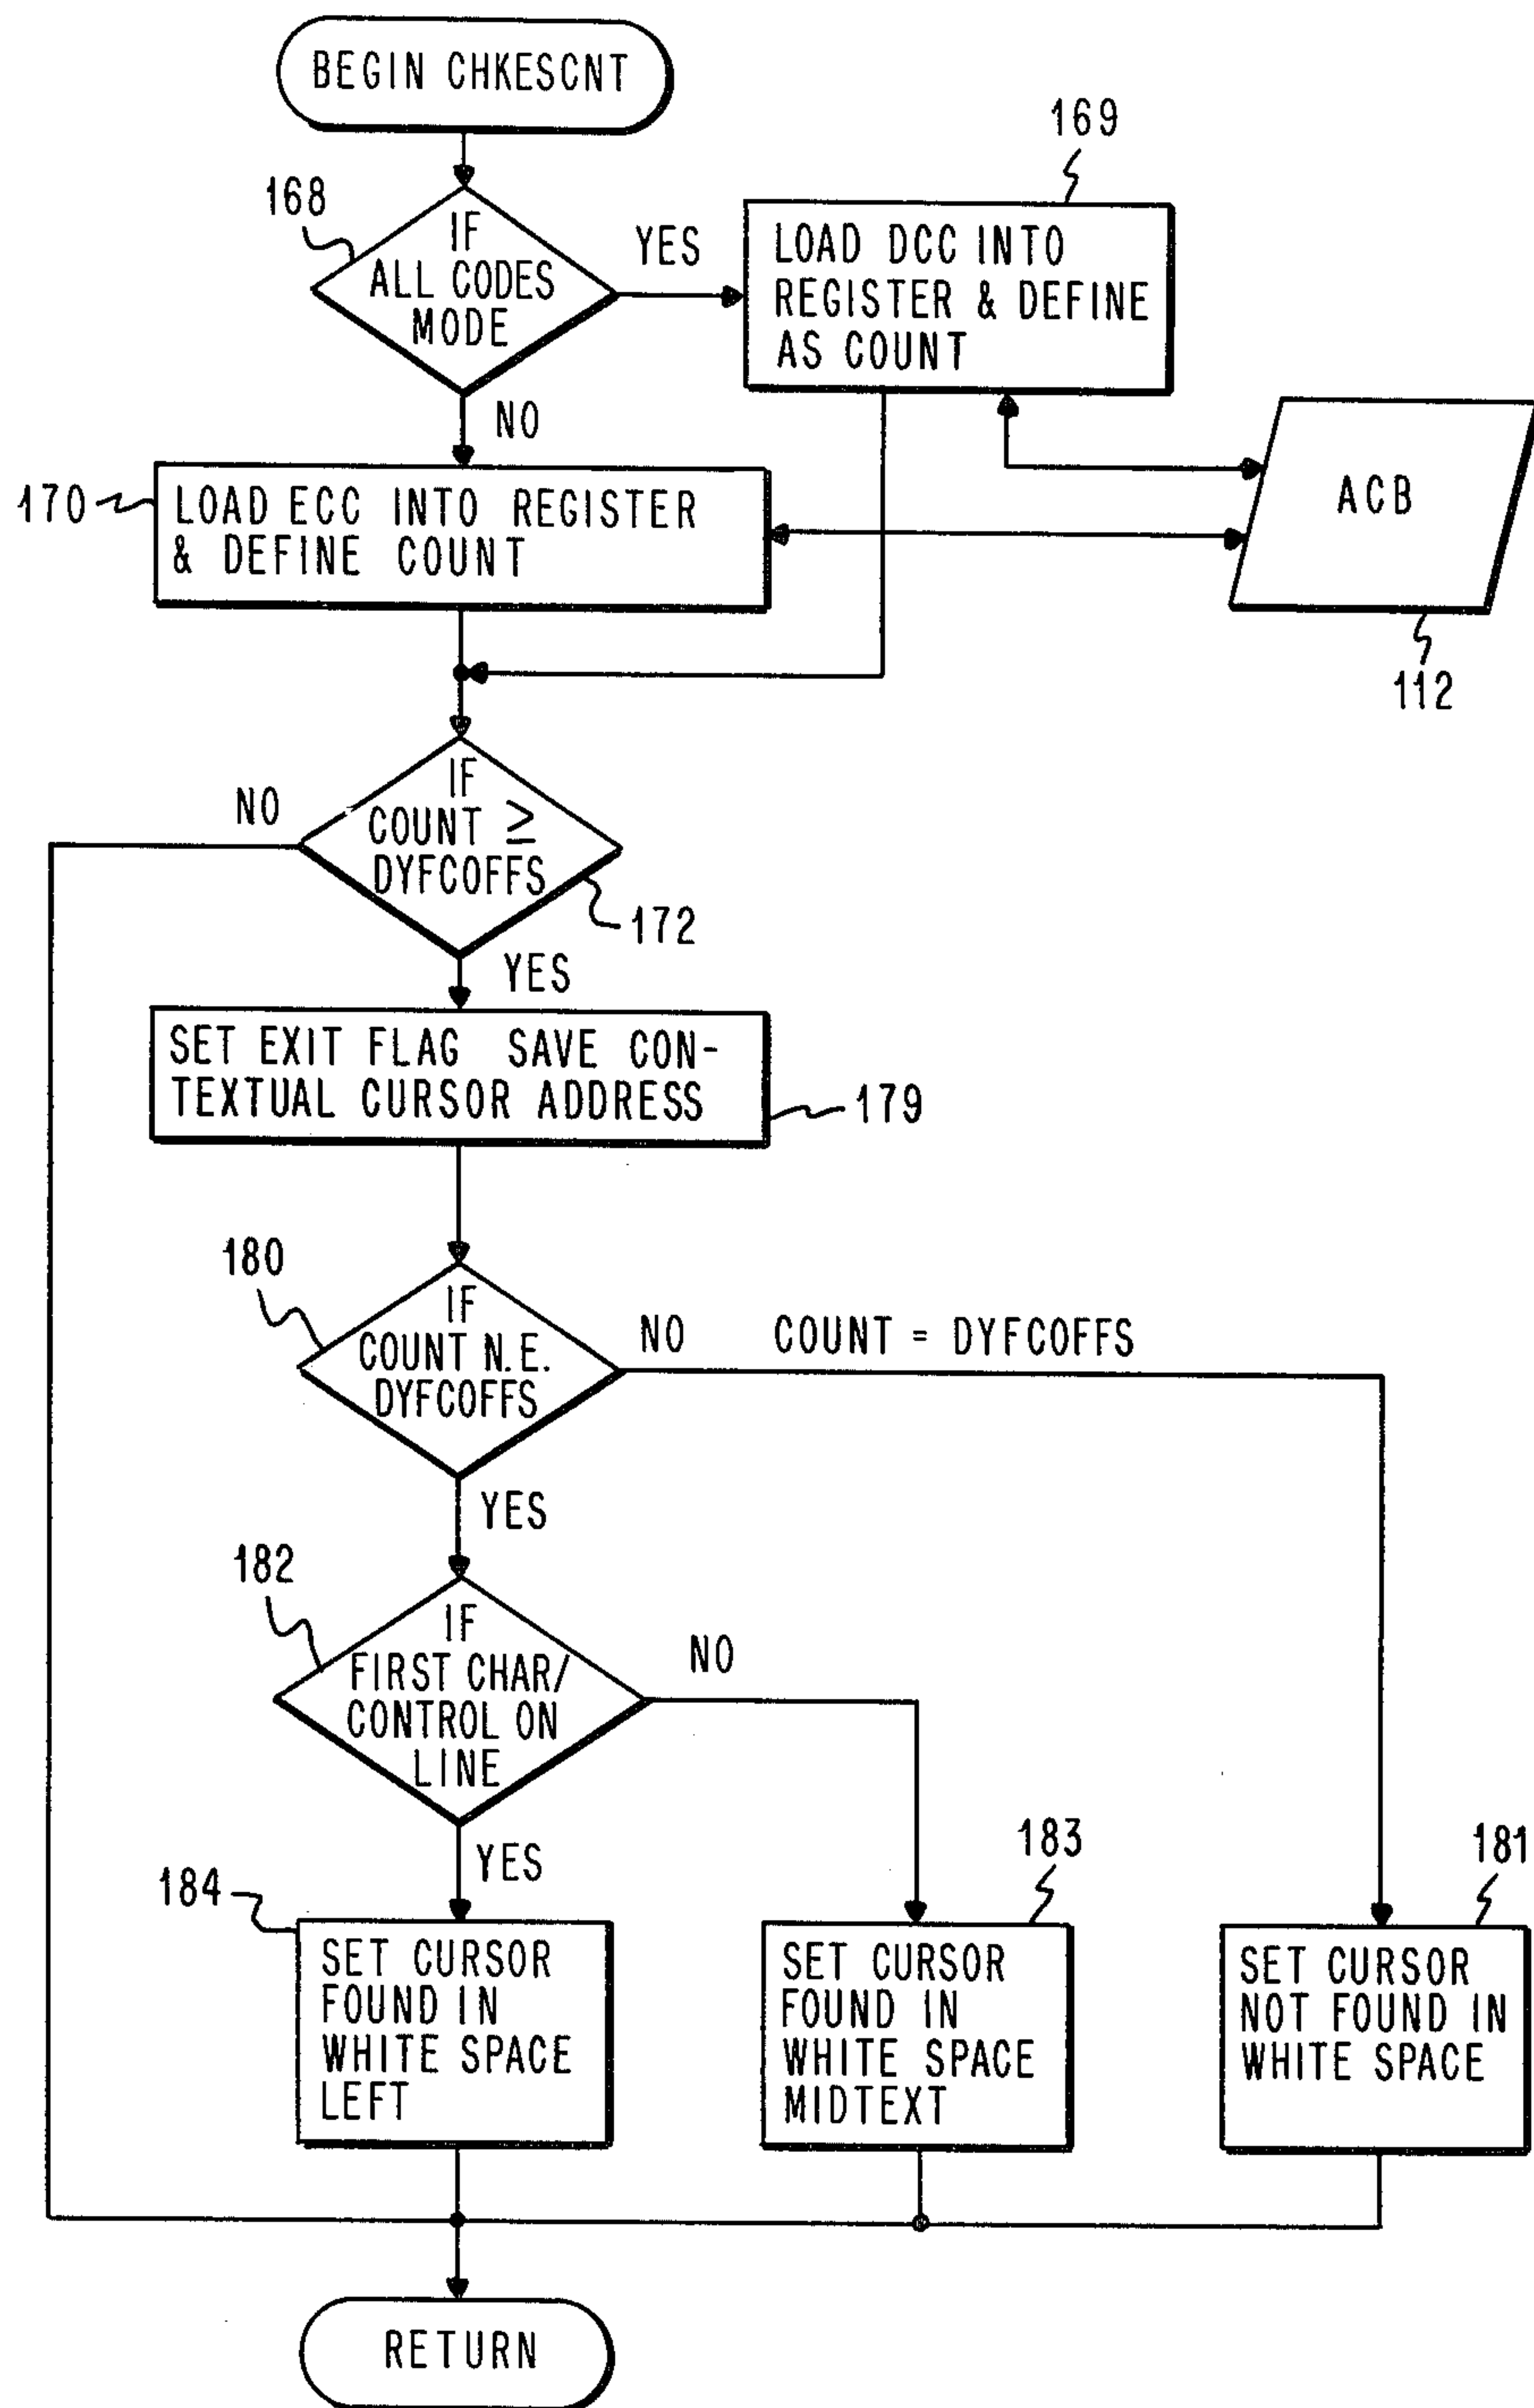 BEGIN CHKESCNT
169
168
IF
ALL CODES
MODE
YES
LOAD DCC INTO
REGISTER & DEFINE
AS COUNT
NO
170
LOAD ECC INTO REGISTER
& DEFINE COUNT
ACB
112
IF
COUNT ≥
DYFCOFFS
NO
172
YES
SET EXIT FLAG SAVE CON-
TEXTUAL CURSOR ADDRESS
179
180
IF
COUNT N.E.
DYFCOFFS
NO COUNT = DYFCOFFS
YES
182
IF
FIRST CHAR/
CONTROL ON
LINE
NO
YES
184
SET CURSOR
FOUND IN
WHITE SPACE
LEFT
183
SET CURSOR
FOUND IN
WHITE SPACE
MIDTEXT
181
SET CURSOR
NOT FOUND IN
WHITE SPACE
RETURN